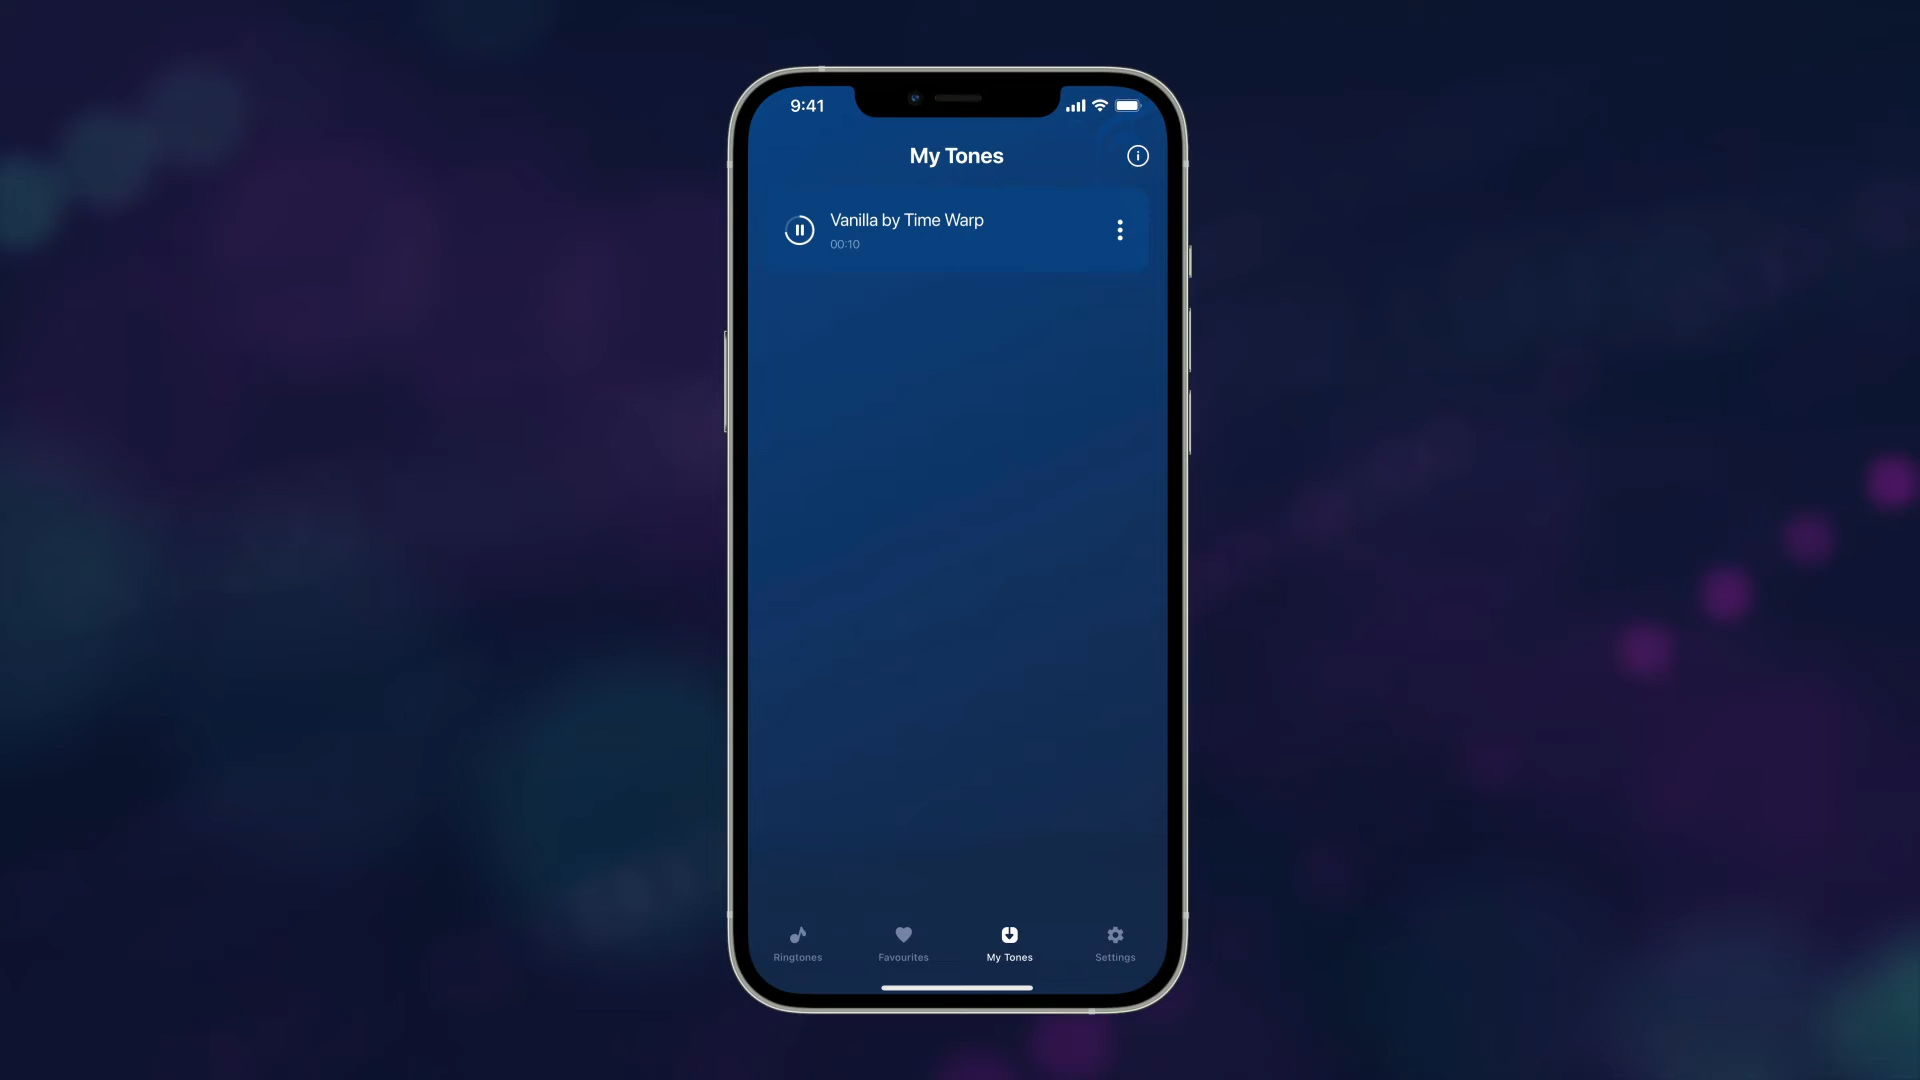 9:41
My Tones
Vanilla by Time Warp
00:10
Ringtones
Favourites
My Tones
Settings